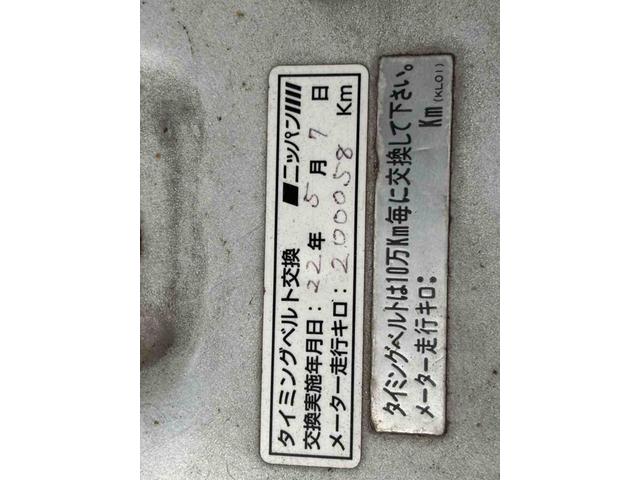 タイミングベルト交換 ■ニッパン
交換実施年月日：22年 5月 7日
メーター走行キロ：200058 Km
タイミングベルトは10万Km毎に交換して下さい。
メーター走行キロ： Km (KL01)